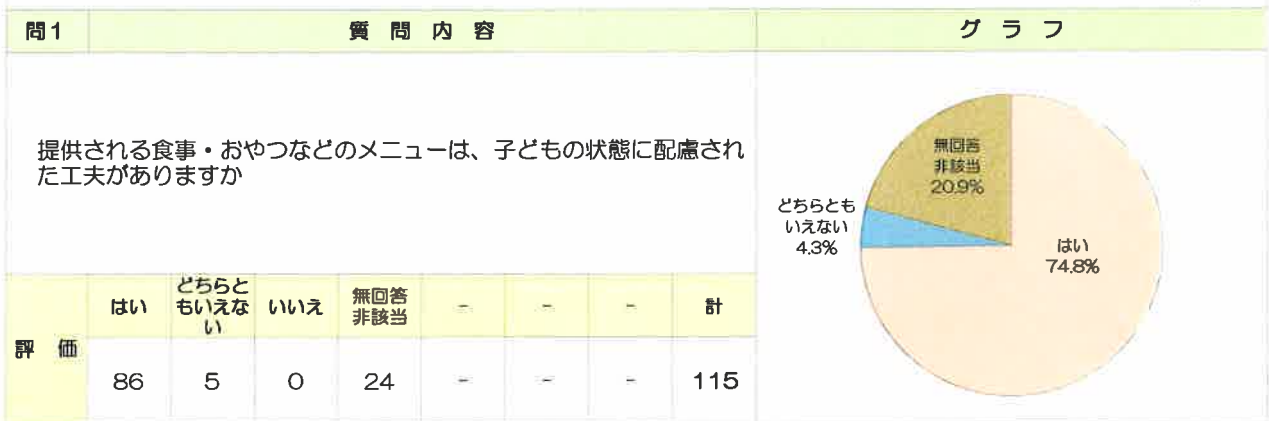 問1 質問内容 グラフ
提供される食事・おやつなどのメニューは、子どもの状態に配慮され
た工夫がありますか
無回答
非該当
20.9%
どちらとも
いえない
4.3%
はい
74.8%
評価 はい どちらと
もいえな
い いいえ 無回答
非該当 - - - 計
86 5 0 24 - - - 115